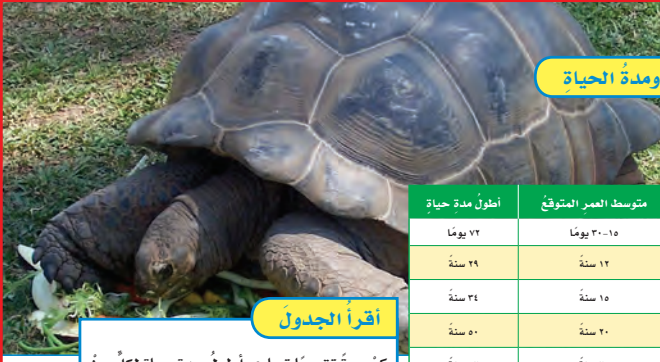 ومدةُ الحياةِ
متوسط العمرِ المتوقعُ أطولُ مدةِ حياةٍ
١٥-٣٠ يومًا ٧٢ يومًا
١٢ سنةً ٢٩ سنةً
١٥ سنةً ٣٤ سنةً
٢٠ سنةً ٥٠ سنةً
أقرأُ الجدولَ